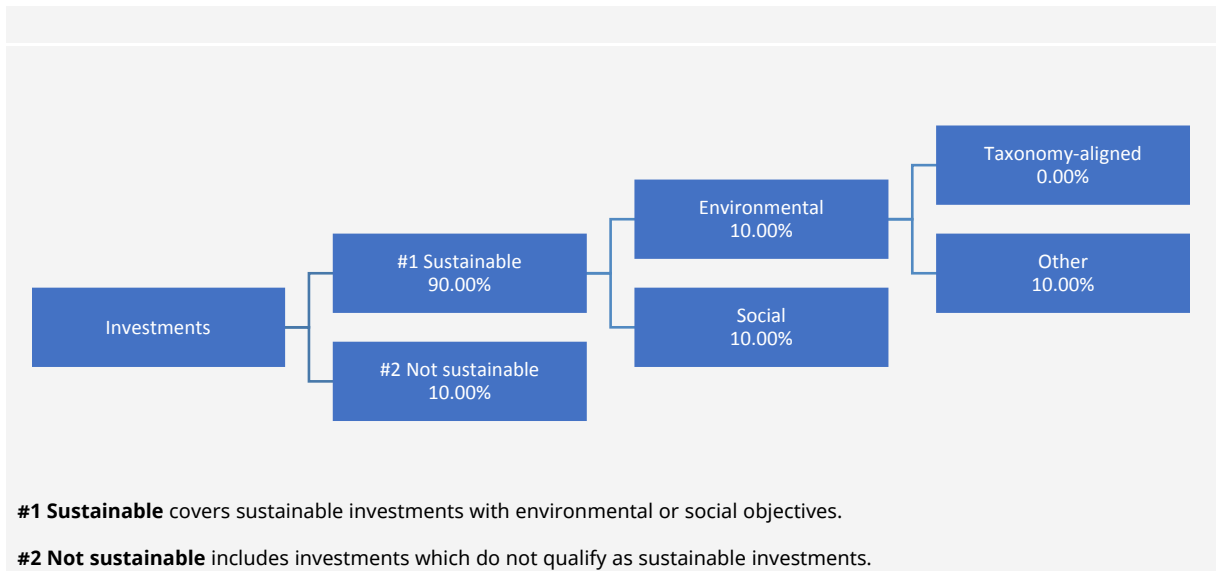 Investments
#1 Sustainable
90.00%
#2 Not sustainable
10.00%
Environmental
10.00%
Social
10.00%
Taxonomy-aligned
0.00%
Other
10.00%
#1 Sustainable covers sustainable investments with environmental or social objectives.
#2 Not sustainable includes investments which do not qualify as sustainable investments.